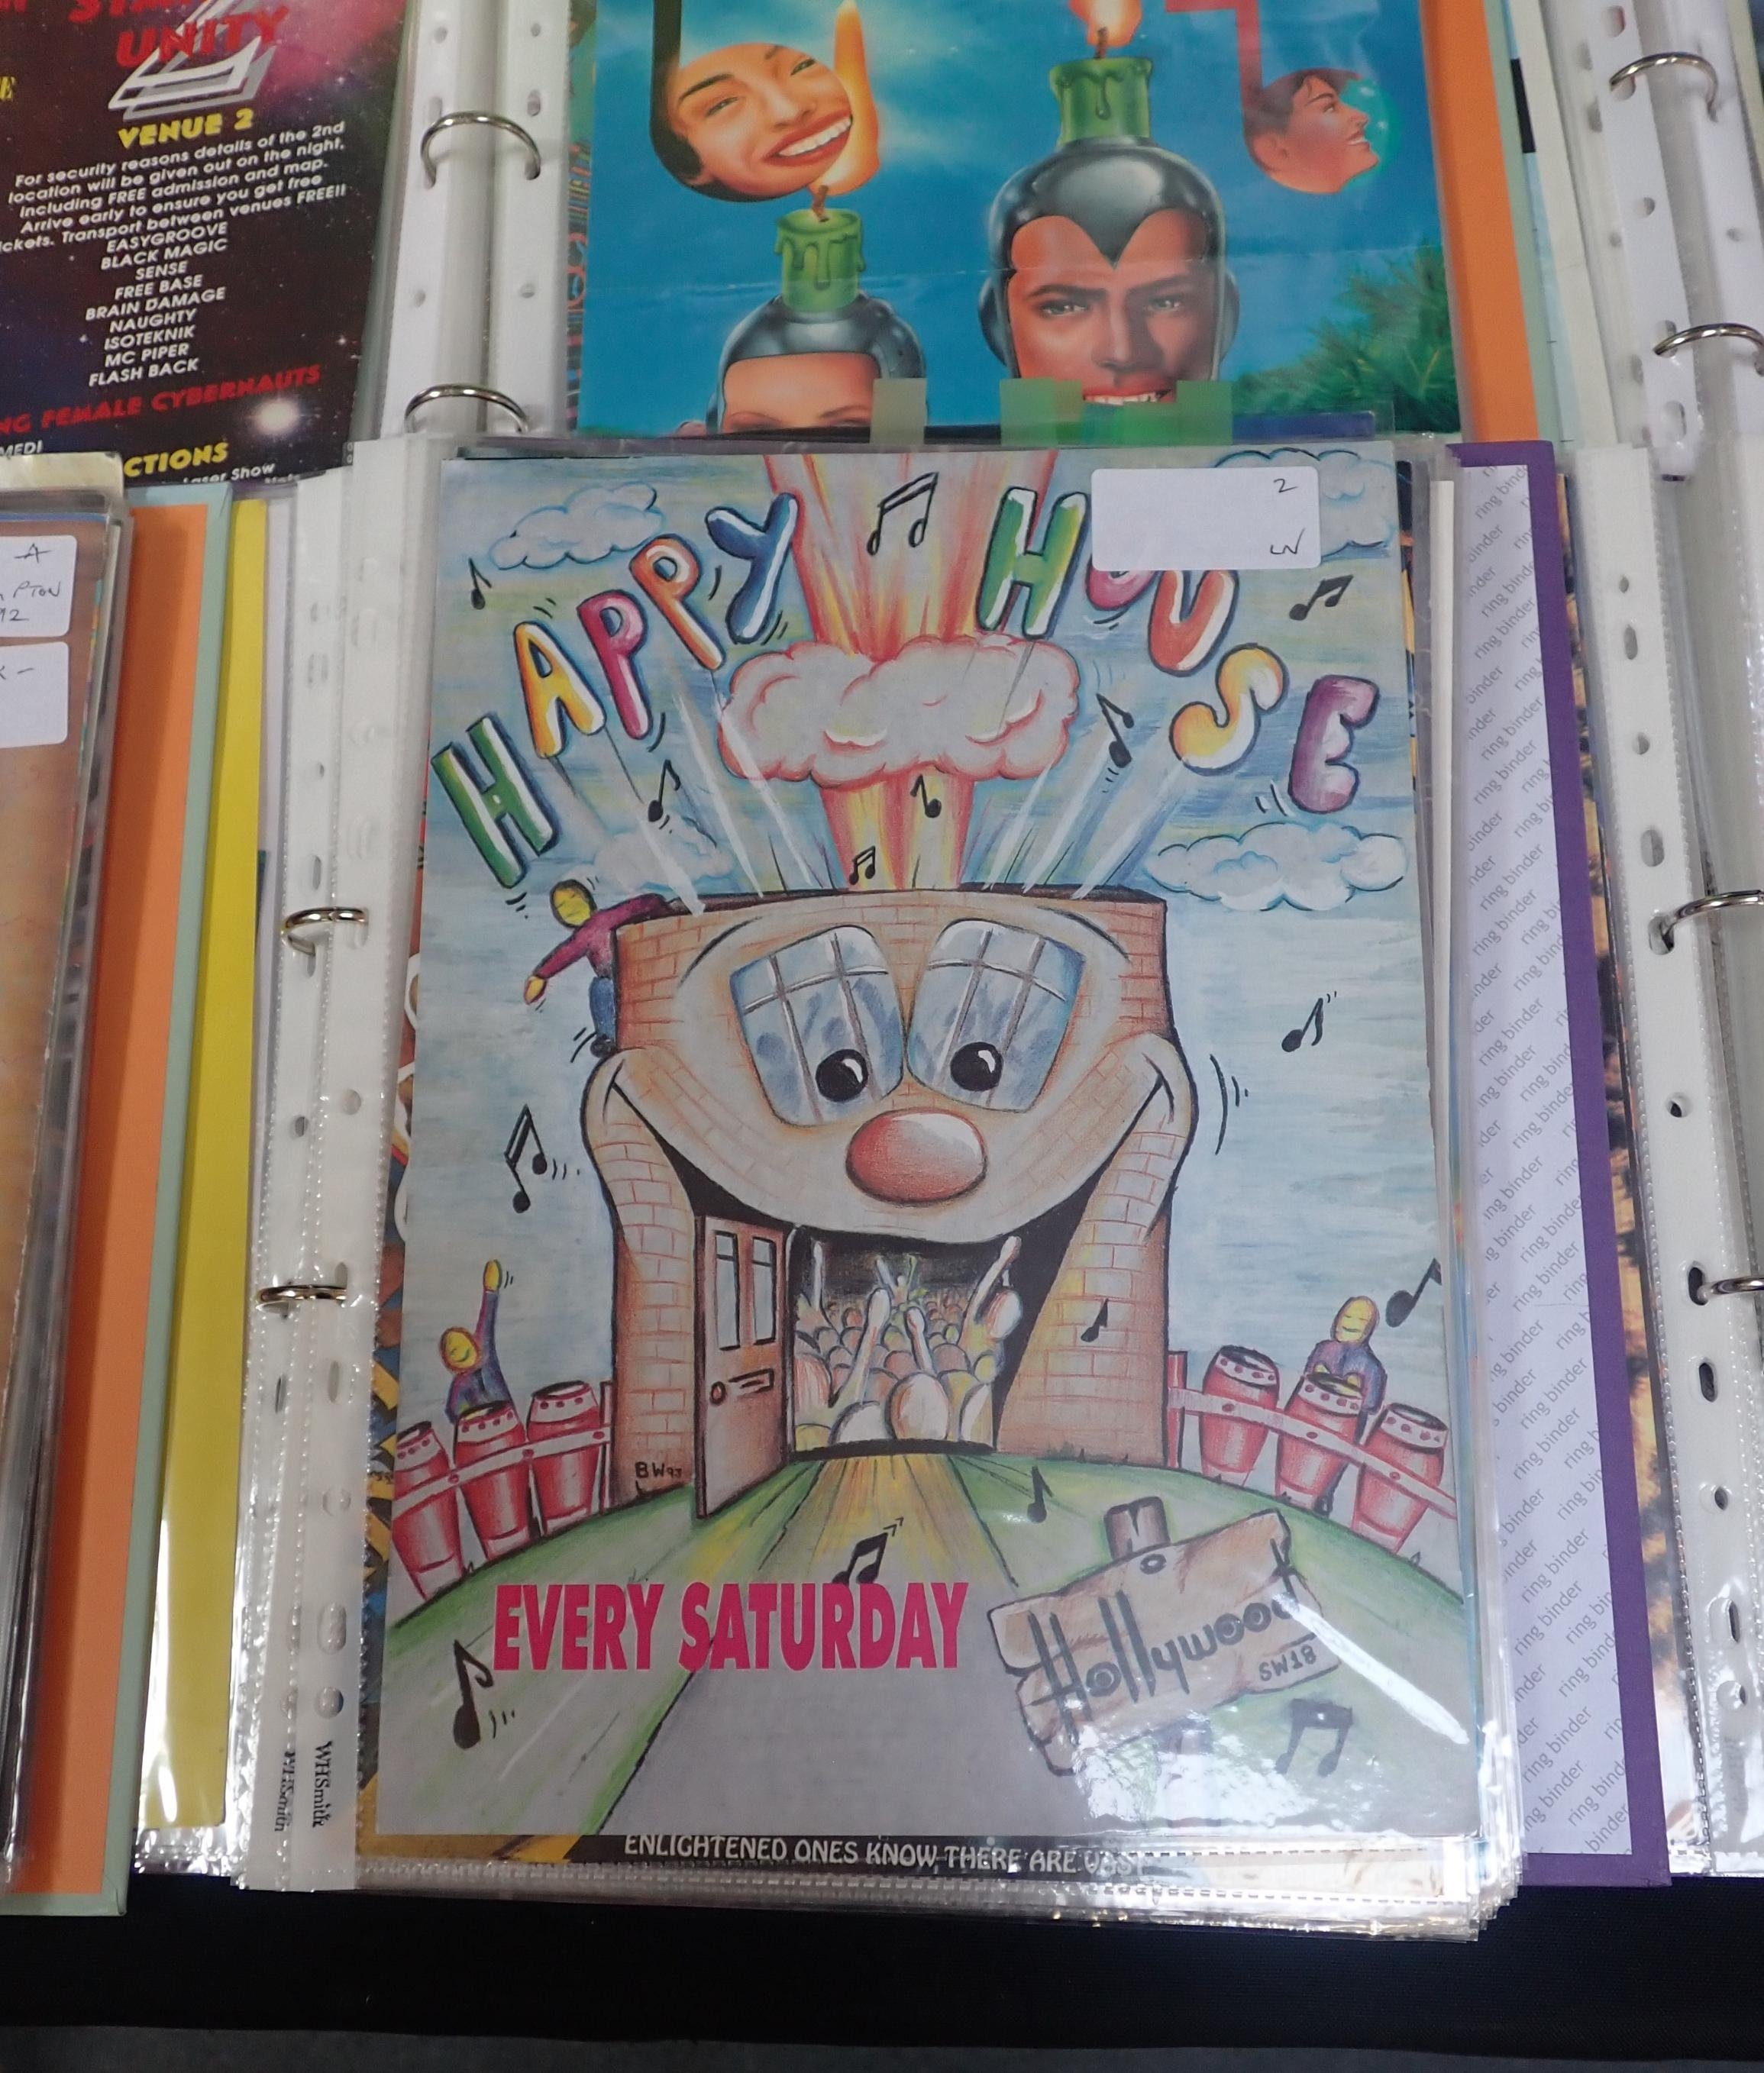 UNITY
VENUE 2
For security reasons details of the 2nd
location will be given out on the night,
including FREE admission and map.
Arrive early to ensure you get free
tickets. Transport between venues FREE!!
EASYGROOVE
BLACK MAGIC
SENSE
FREE BASE
BRAIN DAMAGE
NAUGHTY
ISOTEKNIK
MC PIPER
FLASH BACK
FEMALE CYBERNAUTS
Laser Show
A
92
2
LN
HAPPY HOUSE
BW93
EVERY SATURDAY
Hollywood
SW18
WHSmith
WHSmith
ENLIGHTENED ONES KNOW THERE ARE
ring binder